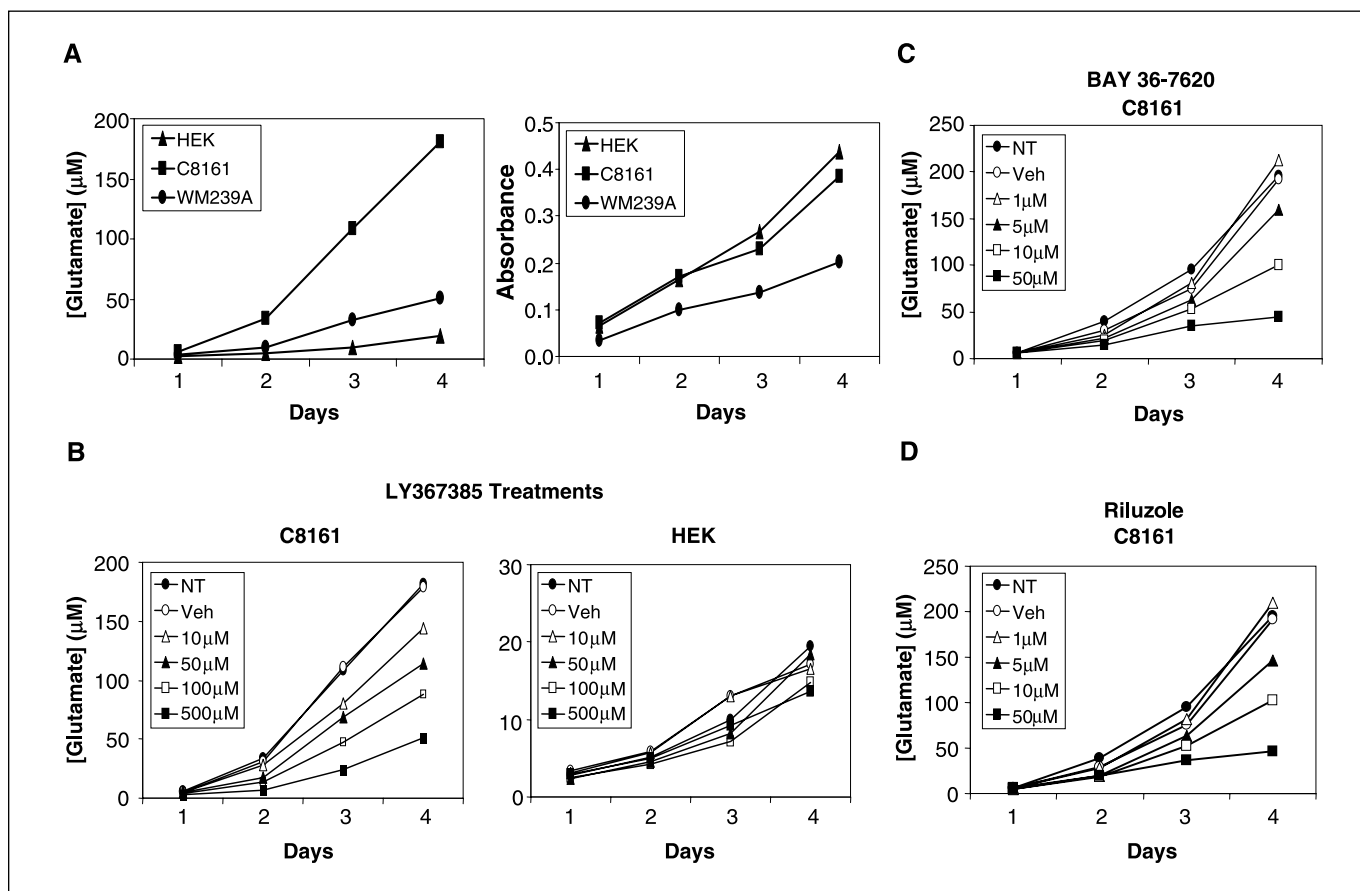 A
[Glutamate] (μM)
200
150
100
50
0
HEK
C8161
WM239A
1 2 3 4
Days
Absorbance
0.5
0.4
0.3
0.2
0.1
0.0
HEK
C8161
WM239A
1 2 3 4
Days
C
BAY 36-7620
C8161
[Glutamate] (μM)
250
200
150
100
50
0
NT
Veh
1μM
5μM
10μM
50μM
1 2 3 4
Days
B
LY367385 Treatments
C8161
[Glutamate] (μM)
200
150
100
50
0
NT
Veh
10μM
50μM
100μM
500μM
1 2 3 4
Days
HEK
30
20
10
0
NT
Veh
10μM
50μM
100μM
500μM
1 2 3 4
Days
D
Riluzole
C8161
[Glutamate] (μM)
250
200
150
100
50
0
NT
Veh
1μM
5μM
10μM
50μM
1 2 3 4
Days